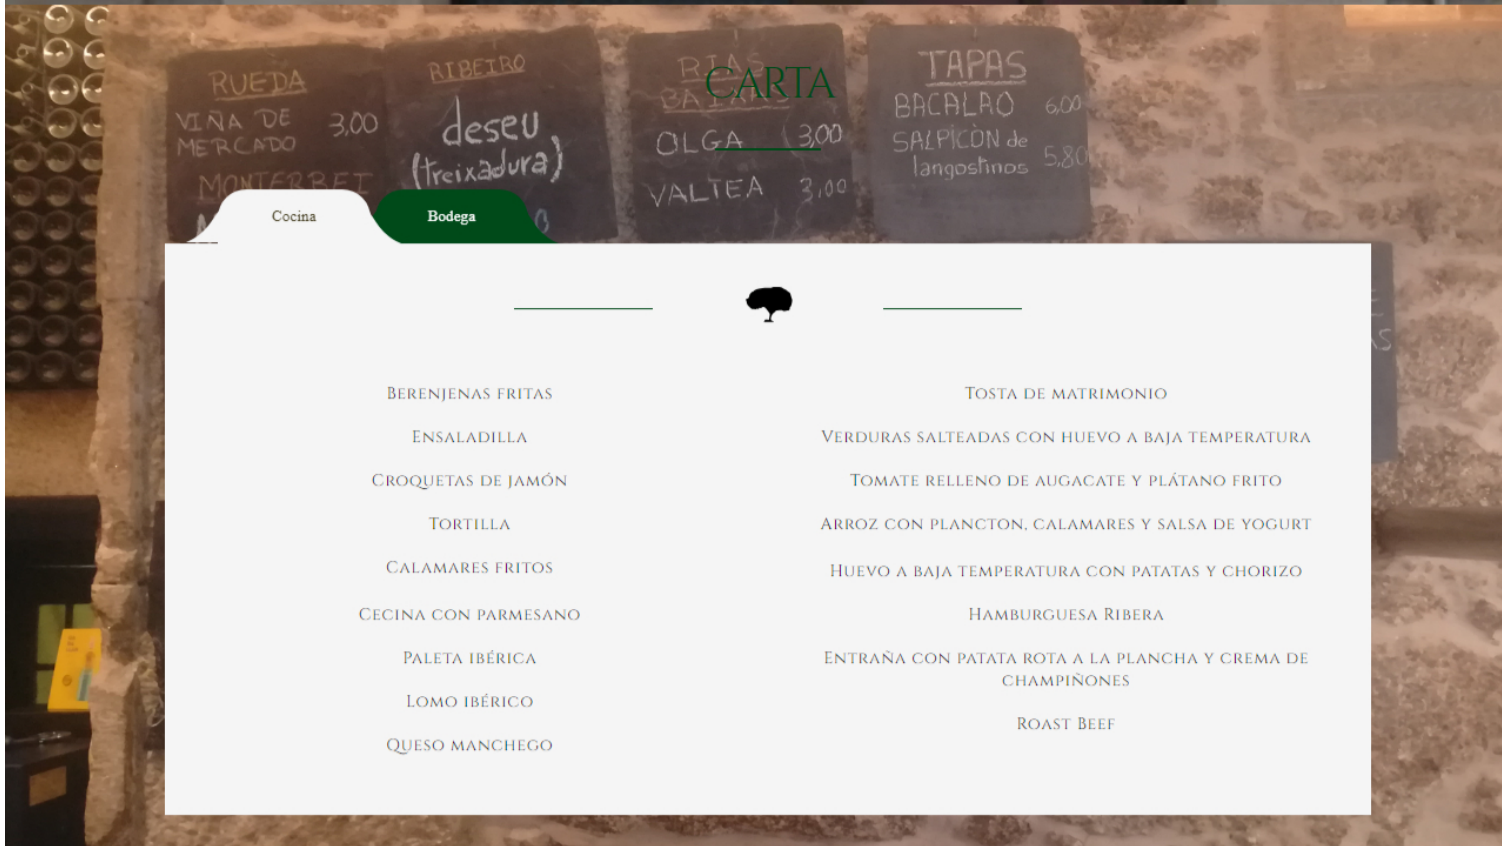 RUEDA
VIÑA DE 3,00
MERCADO
MONTERREI
RIBEIRO
deseu
(treixadura)
RIAS
BAIXAS
OLGA 3,00
VALTEA 3,00
TAPAS
BACALAO 6,00
SALPICÒN de
langostinos 5,80
CARTA
Cocina
Bodega
Berenjenas fritas
Ensaladilla
Croquetas de jamón
Tortilla
Calamares fritos
Cecina con parmesano
Paleta ibérica
Lomo ibérico
Queso manchego
Tosta de matrimonio
Verduras salteadas con huevo a baja temperatura
Tomate relleno de augacate y plátano frito
Arroz con plancton, calamares y salsa de yogurt
Huevo a baja temperatura con patatas y chorizo
Hamburguesa Ribera
Entraña con patata rota a la plancha y crema de
champiñones
Roast Beef